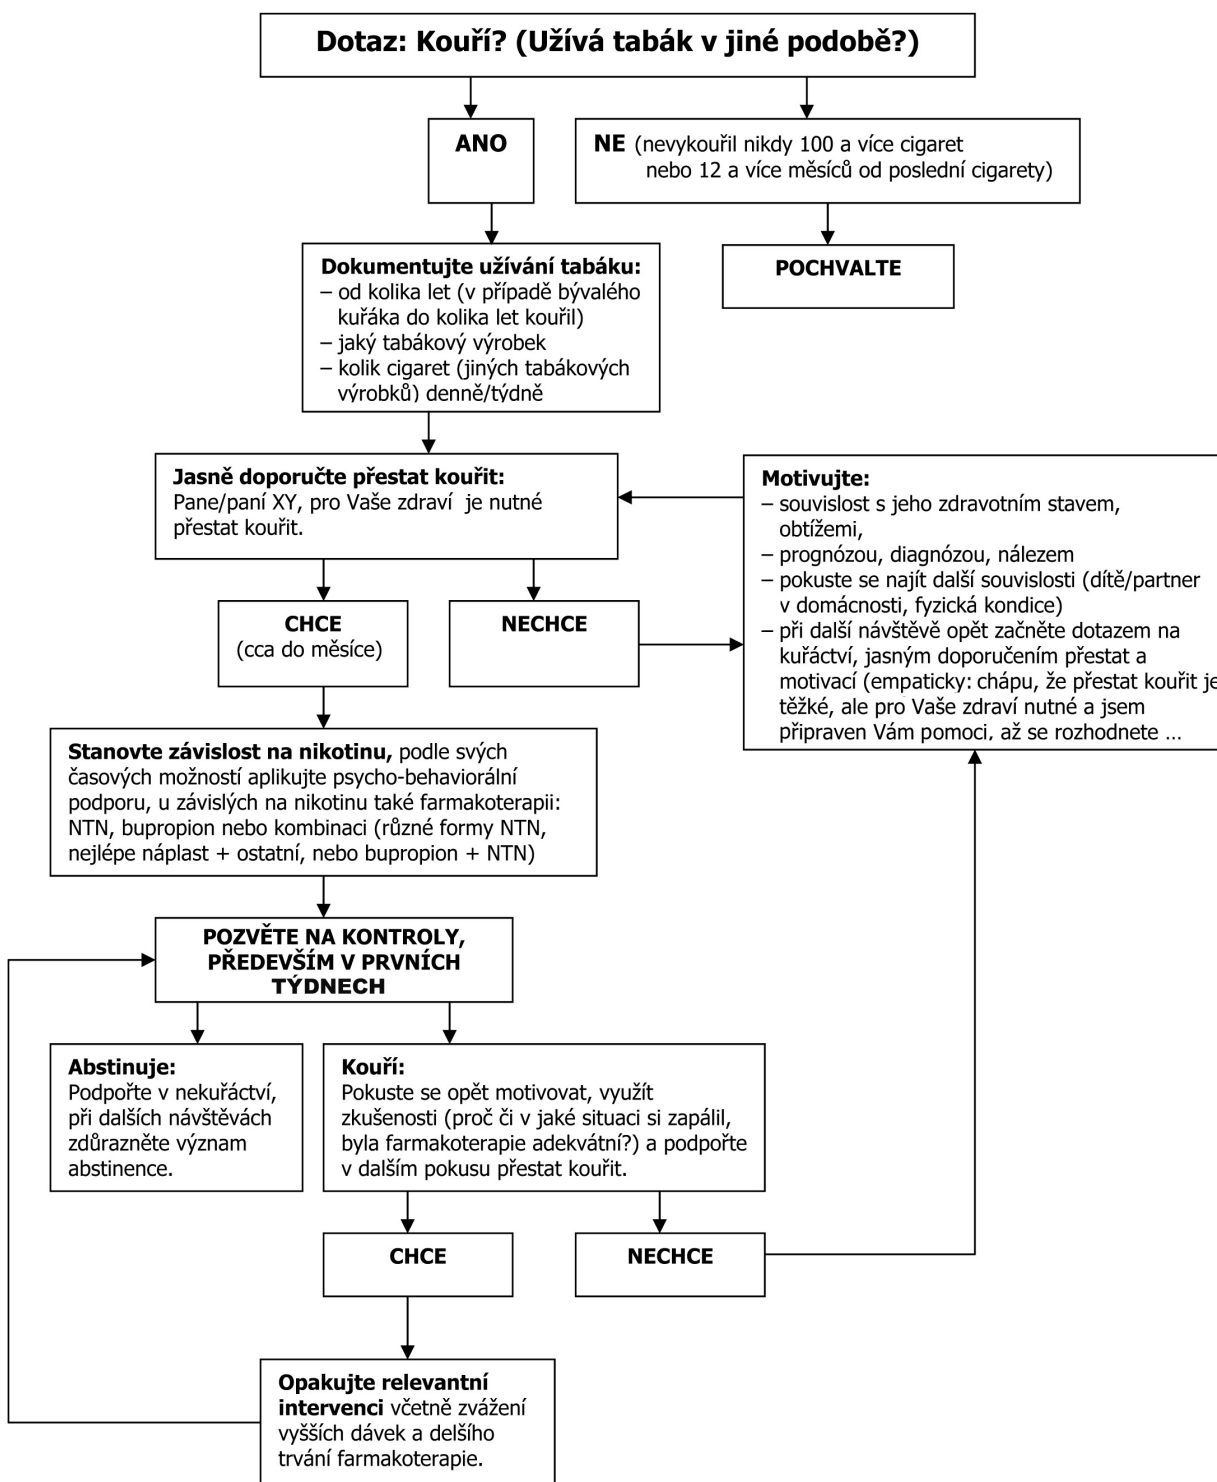 Dotaz: Kouří? (Užívá tabák v jiné podobě?)
ANO
NE (nevykouřil nikdy 100 a více cigaret
nebo 12 a více měsíců od poslední cigarety)
Dokumentujte užívání tabáku:
– od kolika let (v případě bývalého
kuřáka do kolika let kouřil)
– jaký tabákový výrobek
– kolik cigaret (jiných tabákových
výrobků) denně/týdně
POCHVALTE
Jasně doporučte přestat kouřit:
Pane/paní XY, pro Vaše zdraví je nutné
přestat kouřit.
Motivujte:
– souvislost s jeho zdravotním stavem,
obtížemi,
– prognózou, diagnózou, nálezem
– pokuste se najít další souvislosti (dítě/partner
v domácnosti, fyzická kondice)
– při další návštěvě opět začněte dotazem na
kuřáctví, jasným doporučením přestat a
motivací (empaticky: chápu, že přestat kouřit je
těžké, ale pro Vaše zdraví nutné a jsem
připraven Vám pomoci, až se rozhodnete ...
CHCE
(cca do měsíce)
NECHCE
Stanovte závislost na nikotinu, podle svých
časových možností aplikujte psycho-behaviorální
podporu, u závislých na nikotinu také farmakoterapii:
NTN, bupropion nebo kombinaci (různé formy NTN,
nejlépe náplast + ostatní, nebo bupropion + NTN)
POZVĚTE NA KONTROLY,
PŘEDEVŠÍM V PRVNÍCH
TÝDNECH
Abstinuje:
Podpořte v nekuřáctví,
při dalších návštěvách
zdůrazněte význam
abstinence.
Kouří:
Pokuste se opět motivovat, využít
zkušenosti (proč či v jaké situaci si zapálil,
byla farmakoterapie adekvátní?) a podpořte
v dalším pokusu přestat kouřit.
CHCE
NECHCE
Opakujte relevantní
intervenci včetně zvážení
vyšších dávek a delšího
trvání farmakoterapie.